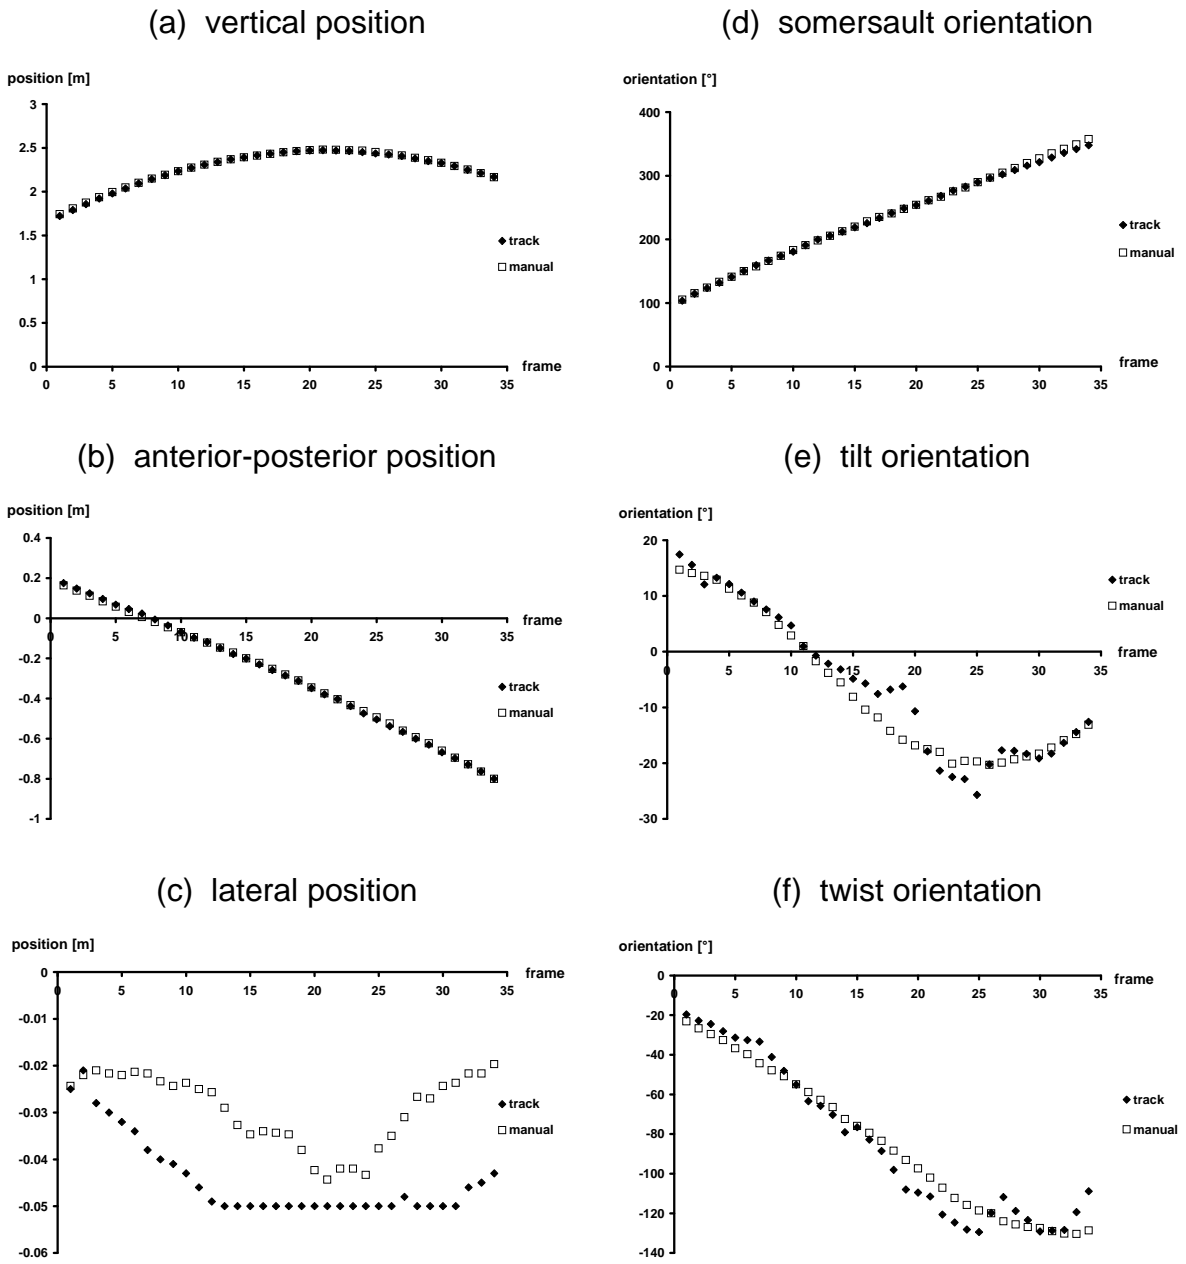 (a) vertical position
position [m]
3
2.5
2
1.5
1
0.5
0
0 5 10 15 20 25 30 35
frame
track
manual
(d) somersault orientation
orientation [°]
400
300
200
100
0
0 5 10 15 20 25 30 35
frame
track
manual
(b) anterior-posterior position
position [m]
0.4
0.2
0
-0.2
-0.4
-0.6
-0.8
-1
0 5 10 15 20 25 30 35
frame
track
manual
(e) tilt orientation
orientation [°]
20
10
0
-10
-20
-30
0 5 10 15 20 25 30 35
frame
track
manual
(c) lateral position
position [m]
0
-0.01
-0.02
-0.03
-0.04
-0.05
-0.06
0 5 10 15 20 25 30 35
frame
track
manual
(f) twist orientation
orientation [°]
0
-20
-40
-60
-80
-100
-120
-140
0 5 10 15 20 25 30 35
frame
track
manual